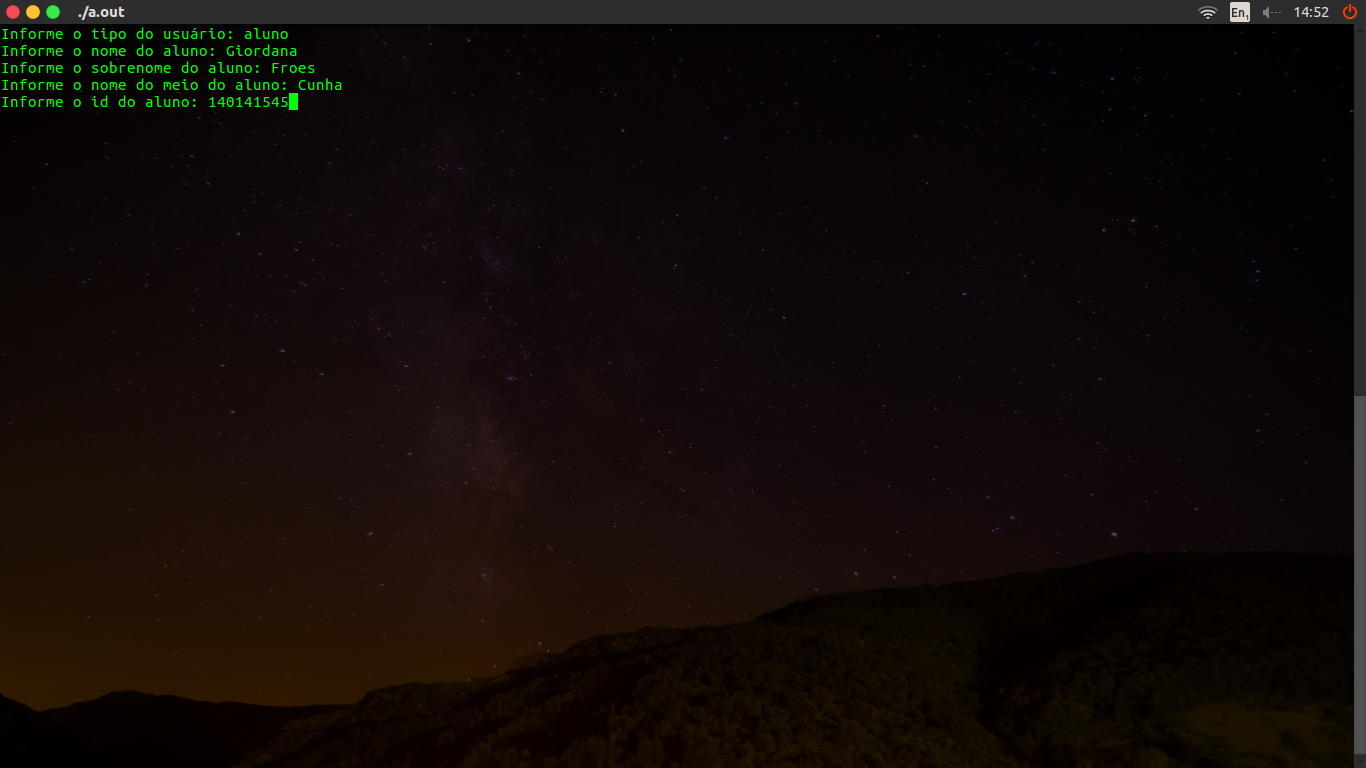 ./a.out
En1
14:52
Informe o tipo do usuário: aluno
Informe o nome do aluno: Giordana
Informe o sobrenome do aluno: Froes
Informe o nome do meio do aluno: Cunha
Informe o id do aluno: 140141545